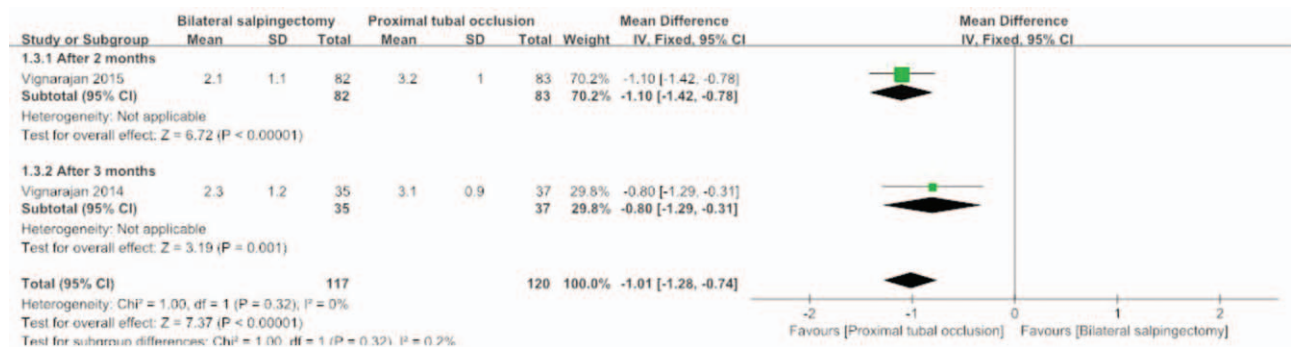 Bilateral salpingectomy Proximal tubal occlusion Mean Difference Mean Difference
Study or Subgroup Mean SD Total Mean SD Total Weight IV, Fixed, 95% CI IV, Fixed, 95% CI
1.3.1 After 2 months
Vignarajan 2015 2.1 1.1 82 3.2 1 83 70.2% -1.10 [-1.42, -0.78]
Subtotal (95% CI) 82 83 70.2% -1.10 [-1.42, -0.78]
Heterogeneity: Not applicable
Test for overall effect: Z = 6.72 (P < 0.00001)
1.3.2 After 3 months
Vignarajan 2014 2.3 1.2 35 3.1 0.9 37 29.8% -0.80 [-1.29, -0.31]
Subtotal (95% CI) 35 37 29.8% -0.80 [-1.29, -0.31]
Heterogeneity: Not applicable
Test for overall effect: Z = 3.19 (P = 0.001)
Total (95% CI) 117 120 100.0% -1.01 [-1.28, -0.74]
Heterogeneity: Chi² = 1.00, df = 1 (P = 0.32); I² = 0%
Test for overall effect: Z = 7.37 (P < 0.00001)
Test for subgroup differences: Chi² = 1.00, df = 1 (P = 0.32), I² = 0.2%
-2 -1 0 1 2
Favours [Proximal tubal occlusion] Favours [Bilateral salpingectomy]